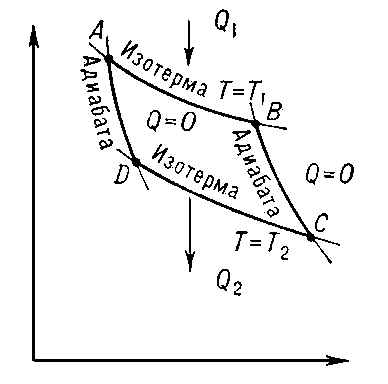 Q₁
A
Изотерма T=T₁
B
Адиабата
Q=0
Адиабата
Q=0
D
Изотерма
T=T₂
C
Q₂